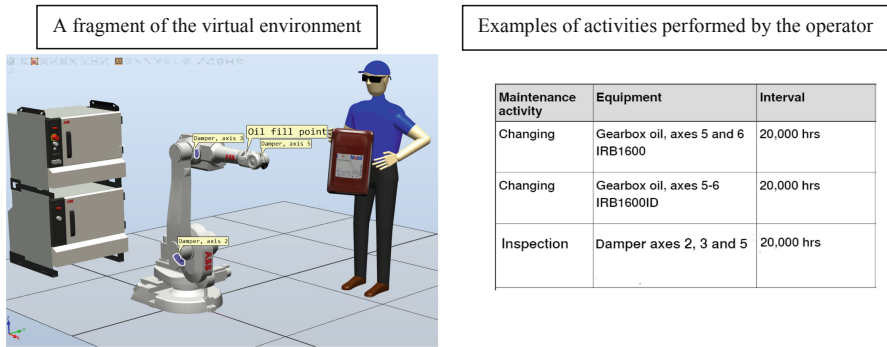 A fragment of the virtual environment
Examples of activities performed by the operator
Damper, axis 3
Oil fill point
Damper, axis 5
ABB
Mobil
Damper, axis 2
ABB
Maintenance activity
Equipment
Interval
Changing
Gearbox oil, axes 5 and 6
IRB1600
20,000 hrs
Changing
Gearbox oil, axes 5-6
IRB1600ID
20,000 hrs
Inspection
Damper axes 2, 3 and 5
20,000 hrs